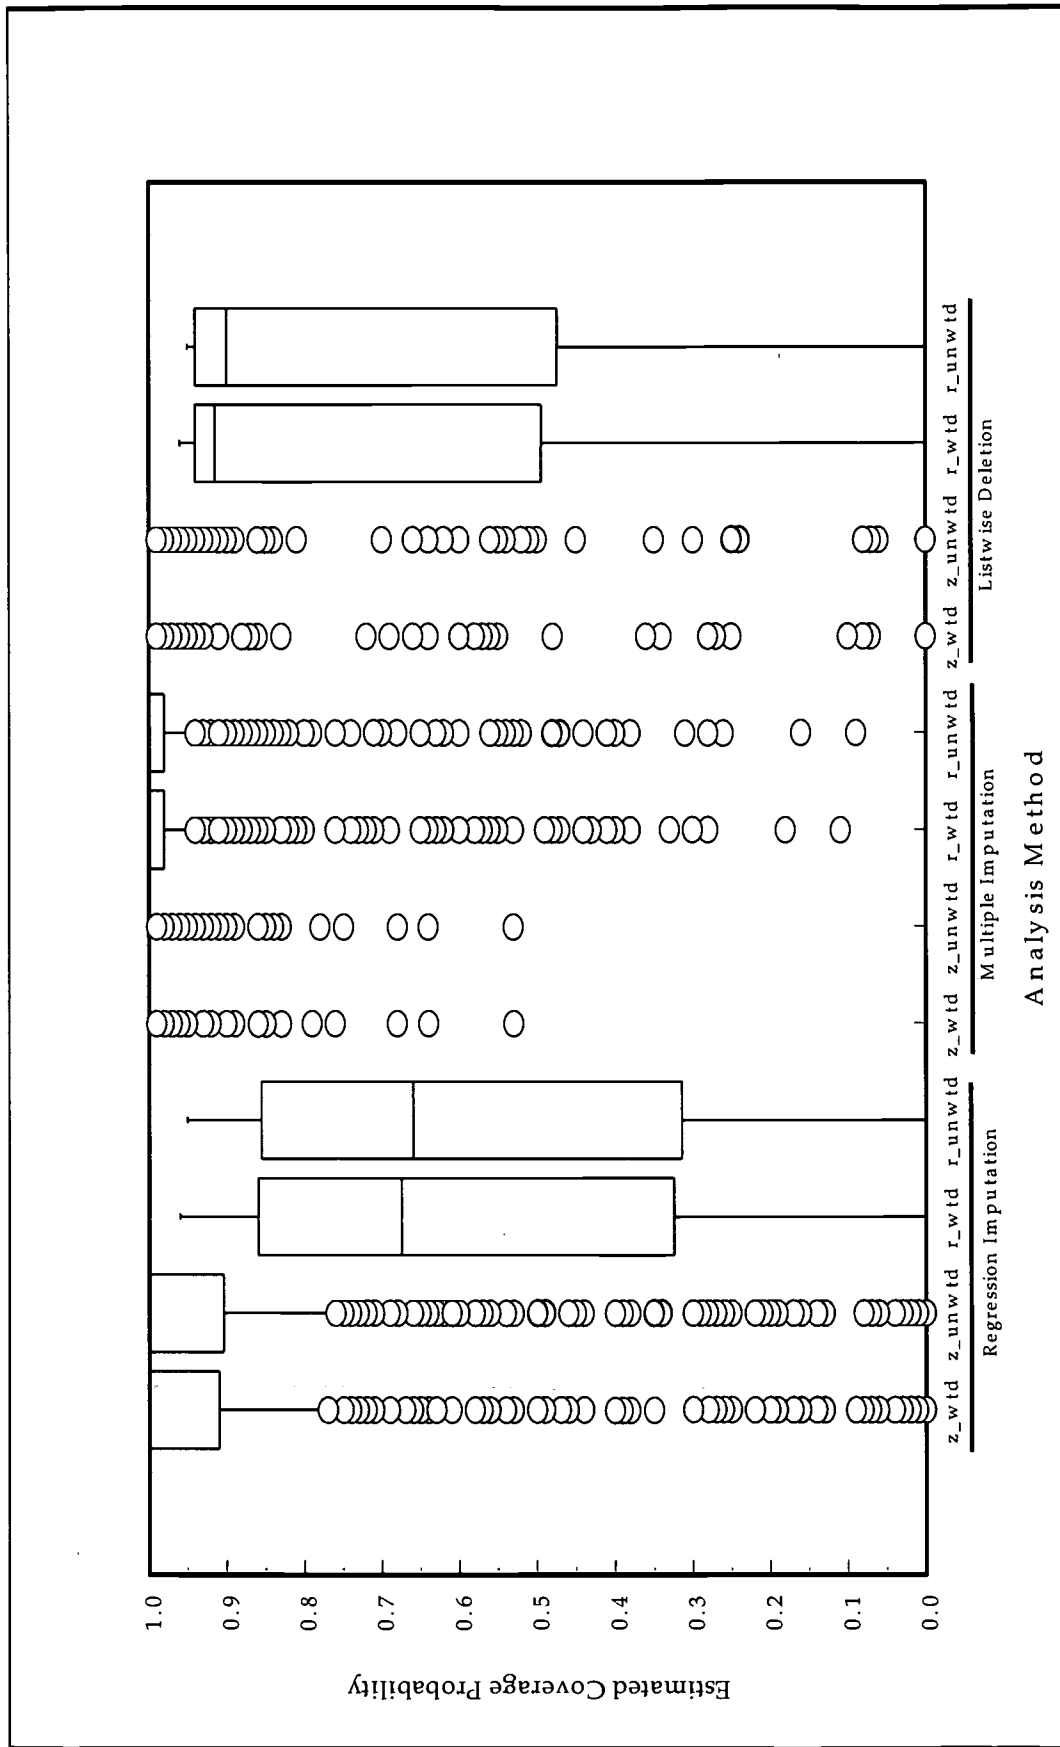 Estimated Coverage Probability
1.0
0.9
0.8
0.7
0.6
0.5
0.4
0.3
0.2
0.1
0.0
z_wtd z_unwtd r_wtd r_unwtd z_wtd z_unwtd r_wtd r_unwtd z_wtd z_unwtd r_wtd r_unwtd
Regression Imputation Multiple Imputation Listwise Deletion
Analysis Method